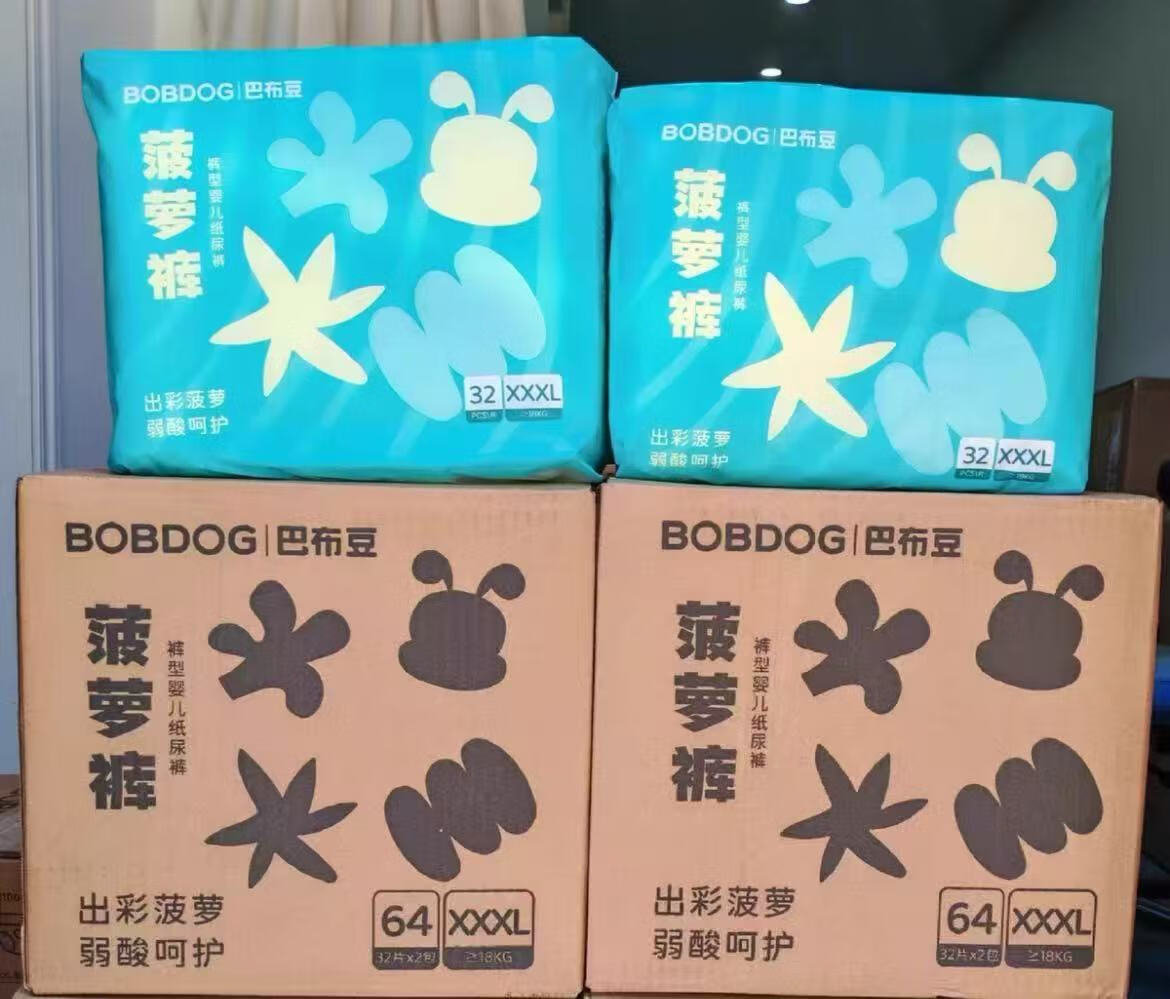 BOBDOG|巴布豆
菠萝裤
裤型婴儿纸尿裤
出彩菠萝
弱酸呵护
32 XXXL
≥18KG
BOBDOG|巴布豆
菠萝裤
裤型婴儿纸尿裤
出彩菠萝
弱酸呵护
32 XXXL
≥18KG
BOBDOG|巴布豆
菠萝裤
裤型婴儿纸尿裤
出彩菠萝
弱酸呵护
64 XXXL
32片x2包 ≥18KG
BOBDOG|巴布豆
菠萝裤
裤型婴儿纸尿裤
出彩菠萝
弱酸呵护
64 XXXL
32片x2包 ≥18KG